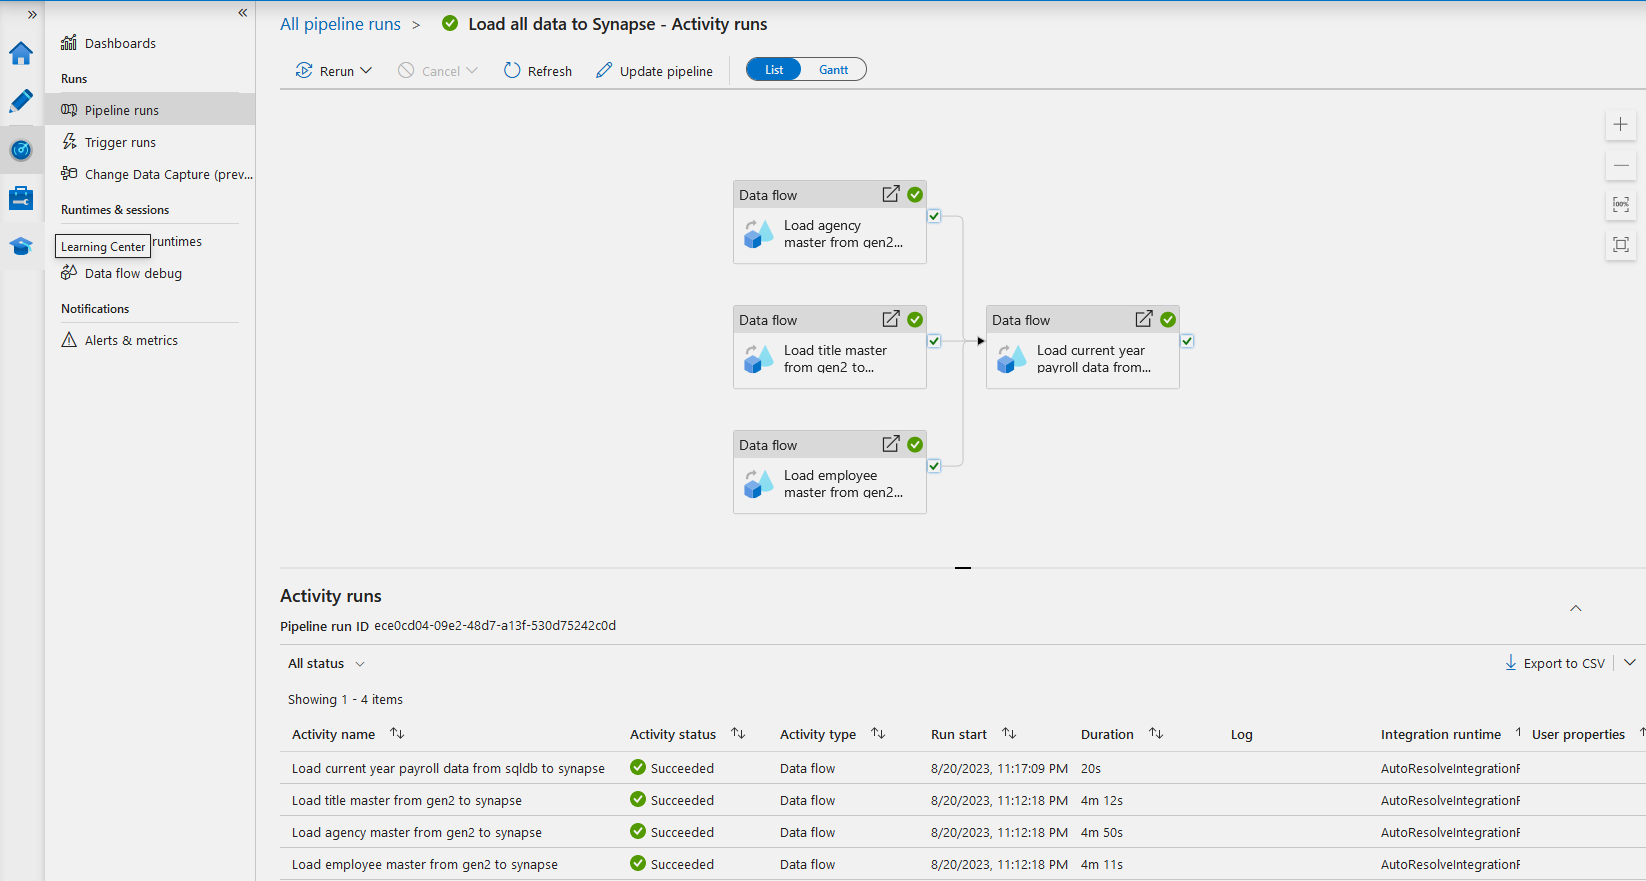 »
«
Dashboards
Runs
Pipeline runs
Trigger runs
Change Data Capture (prev...
Runtimes & sessions
Learning Center runtimes
Data flow debug
Notifications
Alerts & metrics
All pipeline runs > Load all data to Synapse - Activity runs
Rerun Cancel Refresh Update pipeline List Gantt
100%
Data flow
Load agency
master from gen2...
Data flow
Load title master
from gen2 to...
Data flow
Load employee
master from gen2...
Data flow
Load current year
payroll data from...
Activity runs
Pipeline run ID ece0cd04-09e2-48d7-a13f-530d75242c0d
All status Export to CSV
Showing 1 - 4 items
Activity name Activity status Activity type Run start Duration Log Integration runtime User properties
Load current year payroll data from sqldb to synapse Succeeded Data flow 8/20/2023, 11:17:09 PM 20s AutoResolveIntegrationR
Load title master from gen2 to synapse Succeeded Data flow 8/20/2023, 11:12:18 PM 4m 12s AutoResolveIntegrationR
Load agency master from gen2 to synapse Succeeded Data flow 8/20/2023, 11:12:18 PM 4m 50s AutoResolveIntegrationR
Load employee master from gen2 to synapse Succeeded Data flow 8/20/2023, 11:12:18 PM 4m 11s AutoResolveIntegrationR